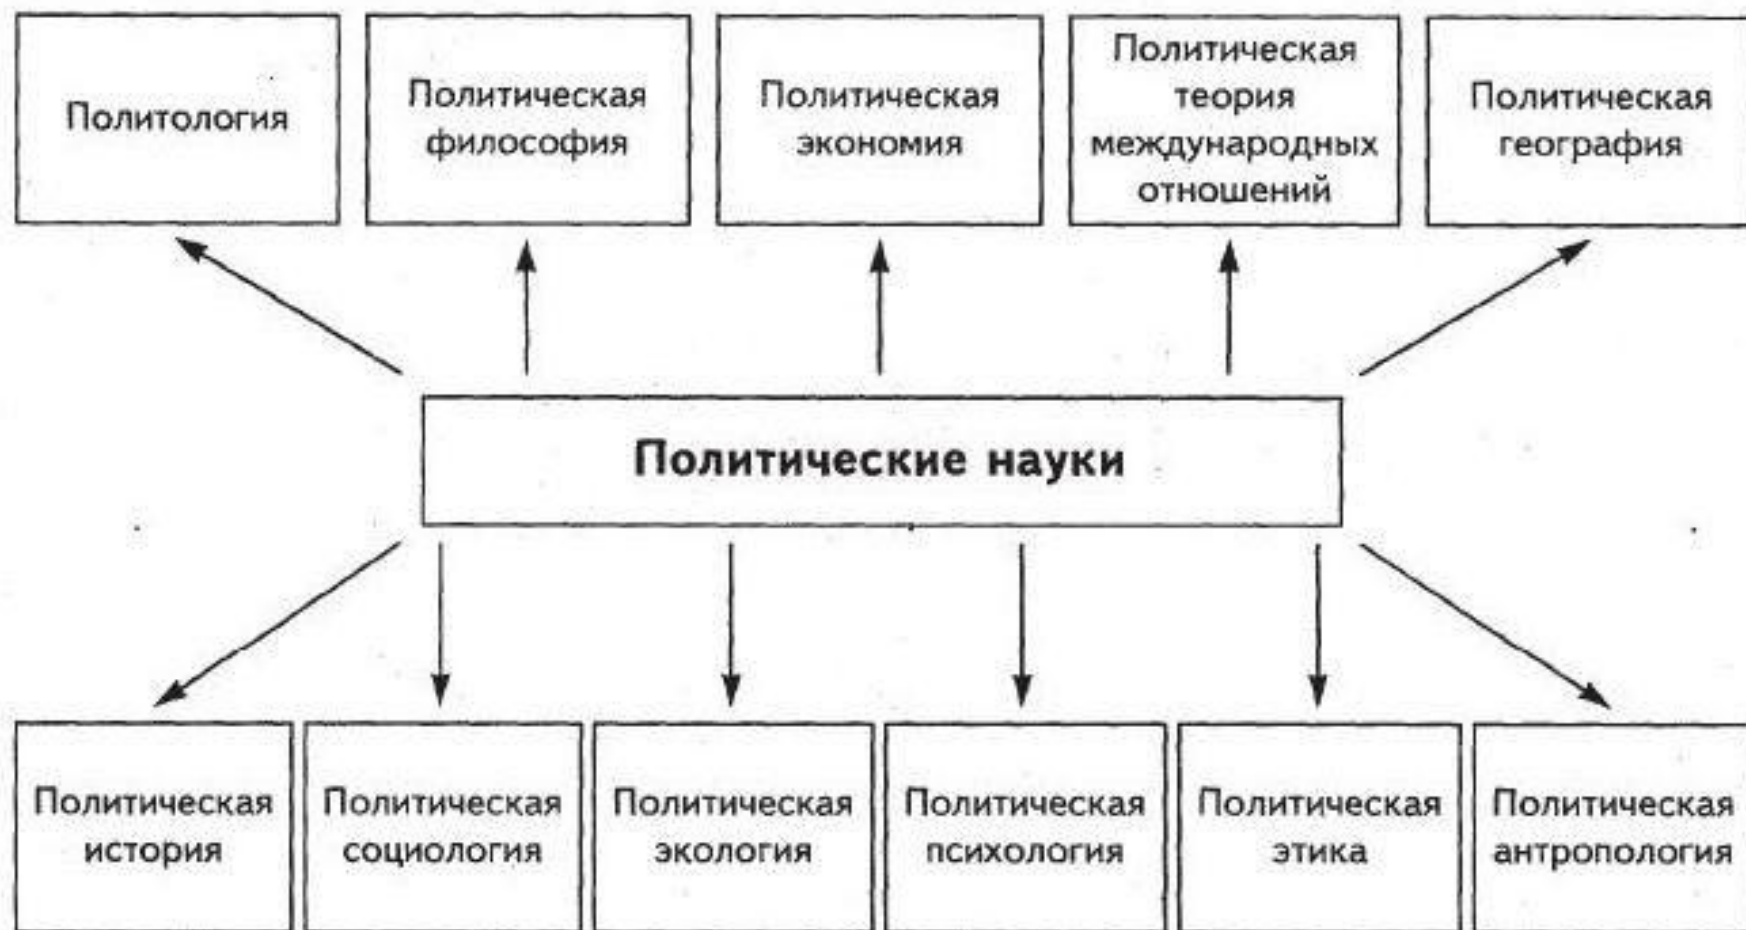 Политология
Политическая
философия
Политическая
экономия
Политическая
теория
международных
отношений
Политическая
география
Политические науки
Политическая
история
Политическая
социология
Политическая
экология
Политическая
психология
Политическая
этика
Политическая
антропология